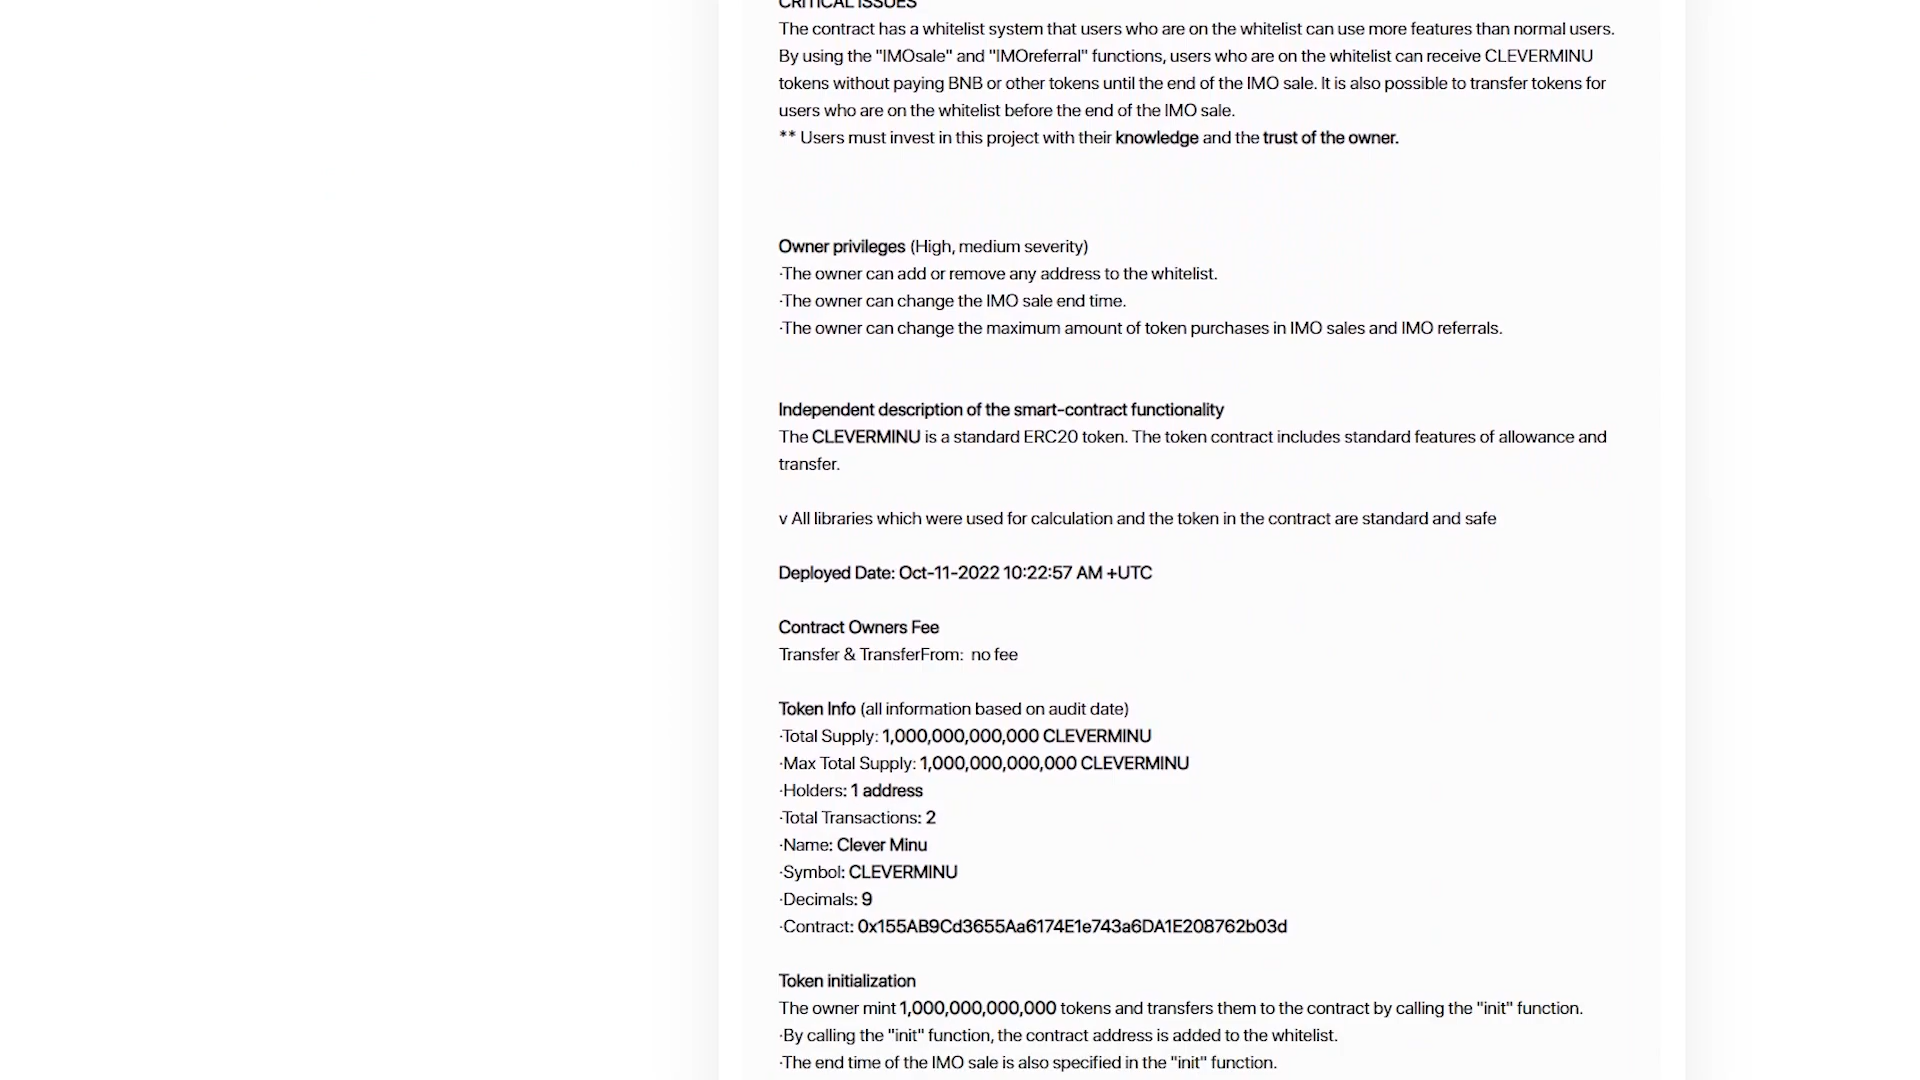 CRITICAL ISSUES
The contract has a whitelist system that users who are on the whitelist can use more features than normal users.
By using the "IMOsale" and "IMOreferral" functions, users who are on the whitelist can receive CLEVERMINU
tokens without paying BNB or other tokens until the end of the IMO sale. It is also possible to transfer tokens for
users who are on the whitelist before the end of the IMO sale.
** Users must invest in this project with their knowledge and the trust of the owner.
Owner privileges (High, medium severity)
·The owner can add or remove any address to the whitelist.
·The owner can change the IMO sale end time.
·The owner can change the maximum amount of token purchases in IMO sales and IMO referrals.
Independent description of the smart-contract functionality
The CLEVERMINU is a standard ERC20 token. The token contract includes standard features of allowance and
transfer.
v All libraries which were used for calculation and the token in the contract are standard and safe
Deployed Date: Oct-11-2022 10:22:57 AM +UTC
Contract Owners Fee
Transfer & TransferFrom:  no fee
Token Info (all information based on audit date)
·Total Supply: 1,000,000,000,000 CLEVERMINU
·Max Total Supply: 1,000,000,000,000 CLEVERMINU
·Holders: 1 address
·Total Transactions: 2
·Name: Clever Minu
·Symbol: CLEVERMINU
·Decimals: 9
·Contract: 0x155AB9Cd3655Aa6174E1e743a6DA1E208762b03d
Token initialization
The owner mint 1,000,000,000,000 tokens and transfers them to the contract by calling the "init" function.
·By calling the "init" function, the contract address is added to the whitelist.
·The end time of the IMO sale is also specified in the "init" function.